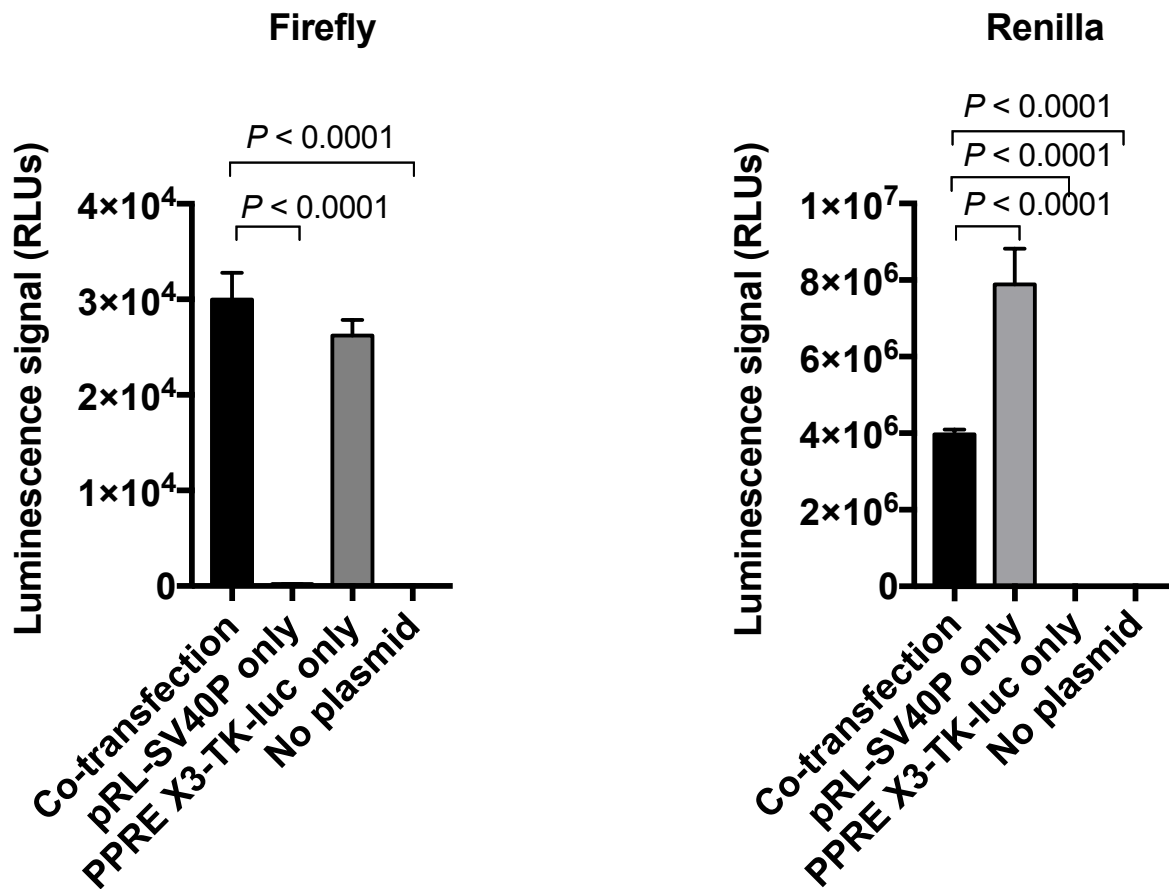 Firefly
P < 0.0001
P < 0.0001
Luminescence signal (RLUs)
4×10⁴
3×10⁴
2×10⁴
1×10⁴
0
Co-transfection
pRL-SV40P only
PPRE X3-TK-luc only
No plasmid
Renilla
P < 0.0001
P < 0.0001
P < 0.0001
Luminescence signal (RLUs)
1×10⁷
8×10⁶
6×10⁶
4×10⁶
2×10⁶
0
Co-transfection
pRL-SV40P only
PPRE X3-TK-luc only
No plasmid